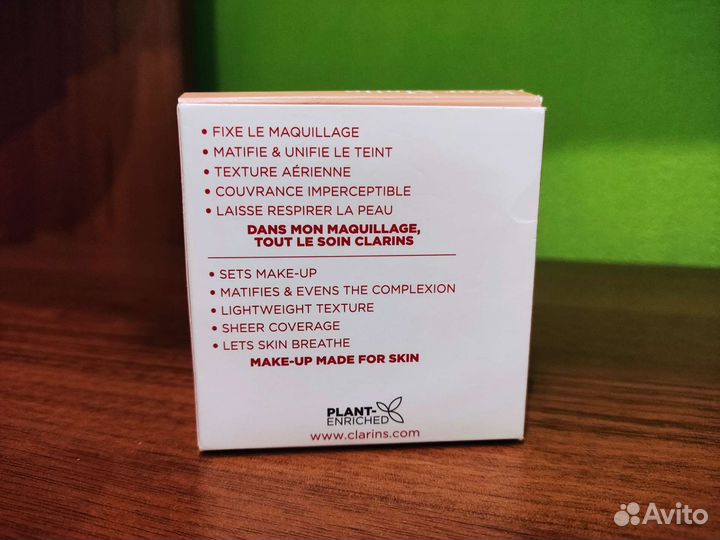 • FIXE LE MAQUILLAGE
• MATIFIE & UNIFIE LE TEINT
• TEXTURE AÉRIENNE
• COUVRANCE IMPERCEPTIBLE
• LAISSE RESPIRER LA PEAU
DANS MON MAQUILLAGE,
TOUT LE SOIN CLARINS
• SETS MAKE-UP
• MATIFIES & EVENS THE COMPLEXION
• LIGHTWEIGHT TEXTURE
• SHEER COVERAGE
• LETS SKIN BREATHE
MAKE-UP MADE FOR SKIN
PLANT-
ENRICHED
www.clarins.com
Avito